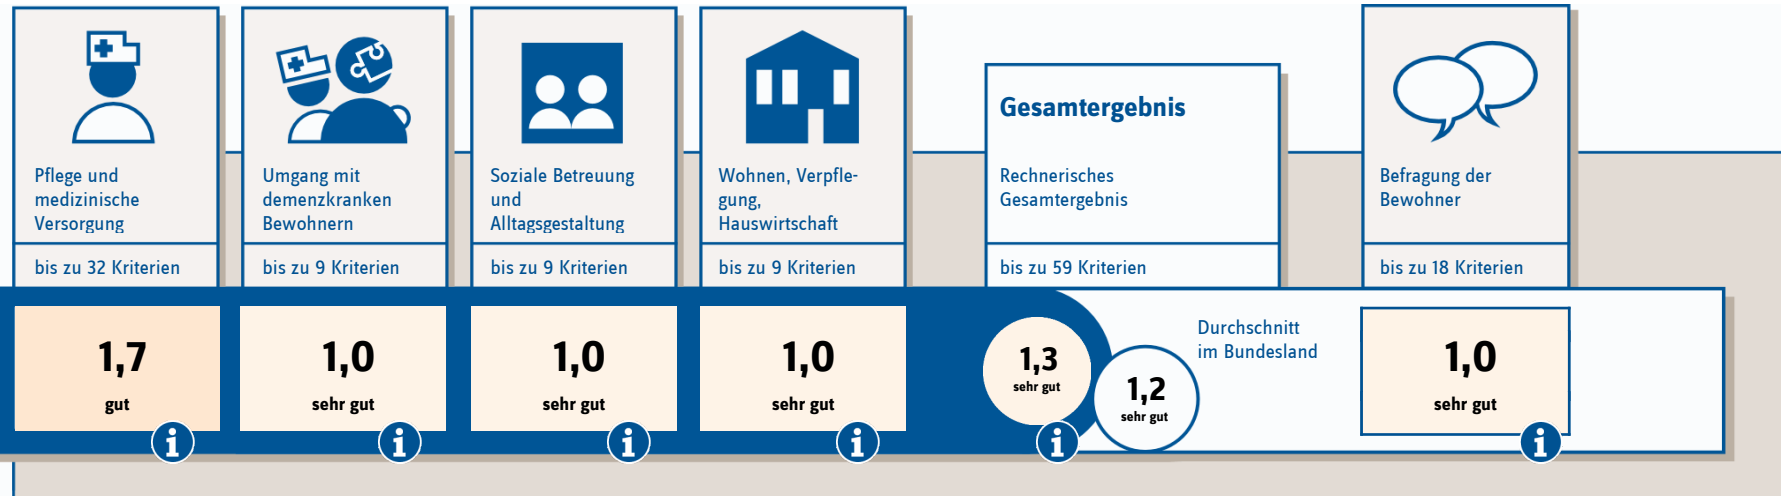 Pflege und
medizinische
Versorgung
bis zu 32 Kriterien
1,7
gut
Umgang mit
demenzkranken
Bewohnern
bis zu 9 Kriterien
1,0
sehr gut
Soziale Betreuung
und
Alltagsgestaltung
bis zu 9 Kriterien
1,0
sehr gut
Wohnen, Verpfle-
gung,
Hauswirtschaft
bis zu 9 Kriterien
1,0
sehr gut
Gesamtergebnis
Rechnerisches
Gesamtergebnis
bis zu 59 Kriterien
1,3
sehr gut
1,2
sehr gut
Durchschnitt
im Bundesland
Befragung der
Bewohner
bis zu 18 Kriterien
1,0
sehr gut